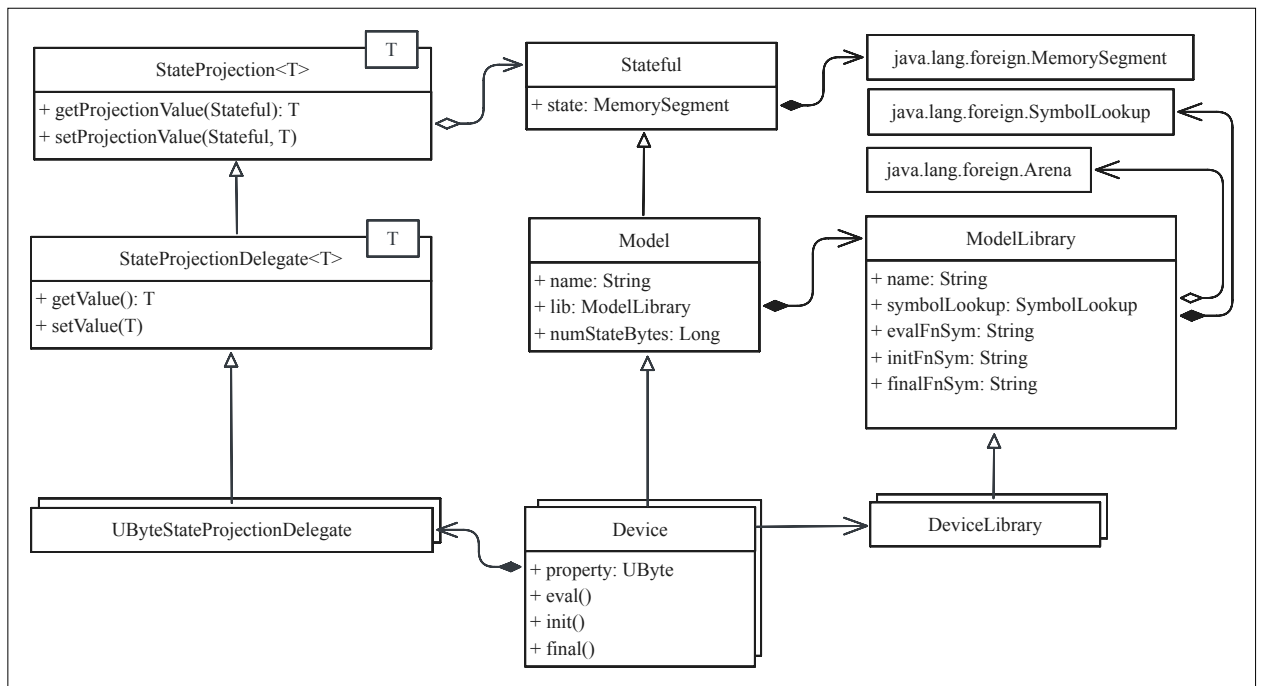 T
StateProjection<T>
+ getProjectionValue(Stateful): T
+ setProjectionValue(Stateful, T)
Stateful
+ state: MemorySegment
java.lang.foreign.MemorySegment
java.lang.foreign.SymbolLookup
java.lang.foreign.Arena
T
StateProjectionDelegate<T>
+ getValue(): T
+ setValue(T)
Model
+ name: String
+ lib: ModelLibrary
+ numStateBytes: Long
ModelLibrary
+ name: String
+ symbolLookup: SymbolLookup
+ evalFnSym: String
+ initFnSym: String
+ finalFnSym: String
UByteStateProjectionDelegate
Device
+ property: UByte
+ eval()
+ init()
+ final()
DeviceLibrary